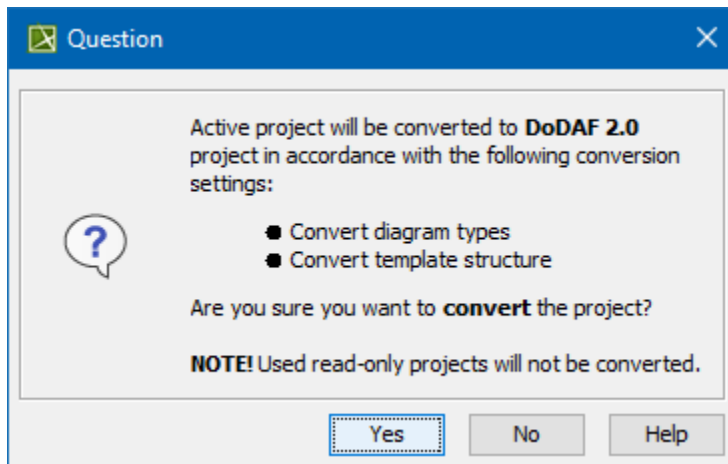 Question
Active project will be converted to DoDAF 2.0
project in accordance with the following conversion
settings:
● Convert diagram types
● Convert template structure
Are you sure you want to convert the project?
NOTE! Used read-only projects will not be converted.
?
Yes No Help